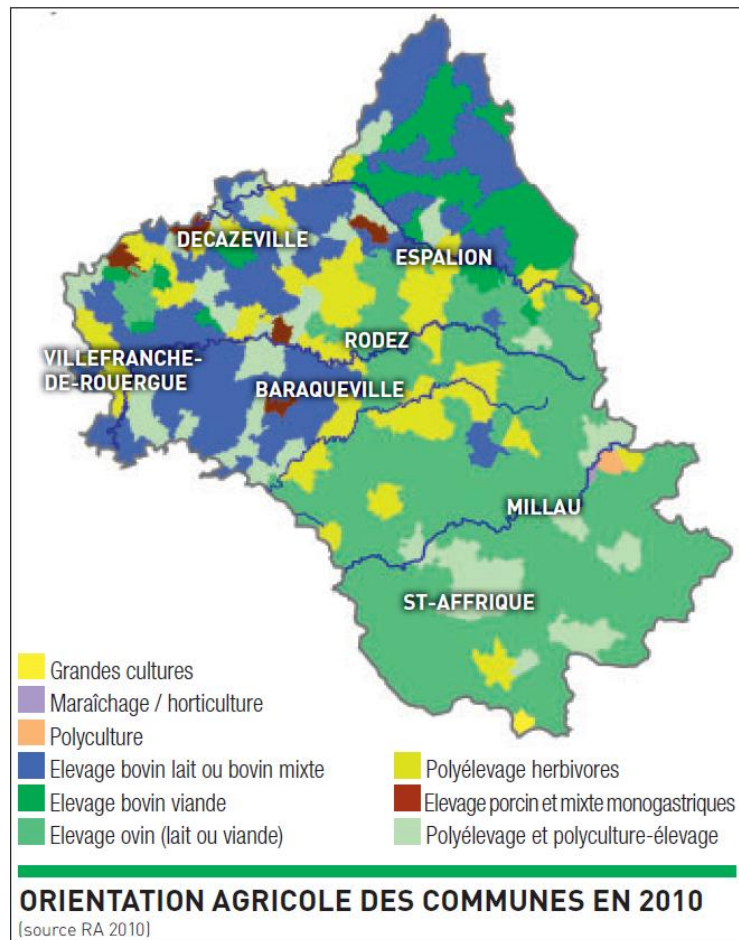 DECAZEVILLE
ESPALION
RODEZ
VILLEFRANCHE-
DE-ROUERGUE
BARAQUEVILLE
MILLAU
ST-AFFRIQUE
Grandes cultures
Maraîchage / horticulture
Polyculture
Elevage bovin lait ou bovin mixte
Elevage bovin viande
Elevage ovin (lait ou viande)
Polyélevage herbivores
Elevage porcin et mixte monogastriques
Polyélevage et polyculture-élevage
ORIENTATION AGRICOLE DES COMMUNES EN 2010
(source RA 2010)